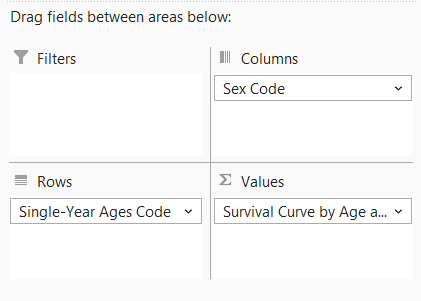 Drag fields between areas below:
Filters
Columns
Sex Code
Rows
Single-Year Ages Code
Values
Survival Curve by Age a...